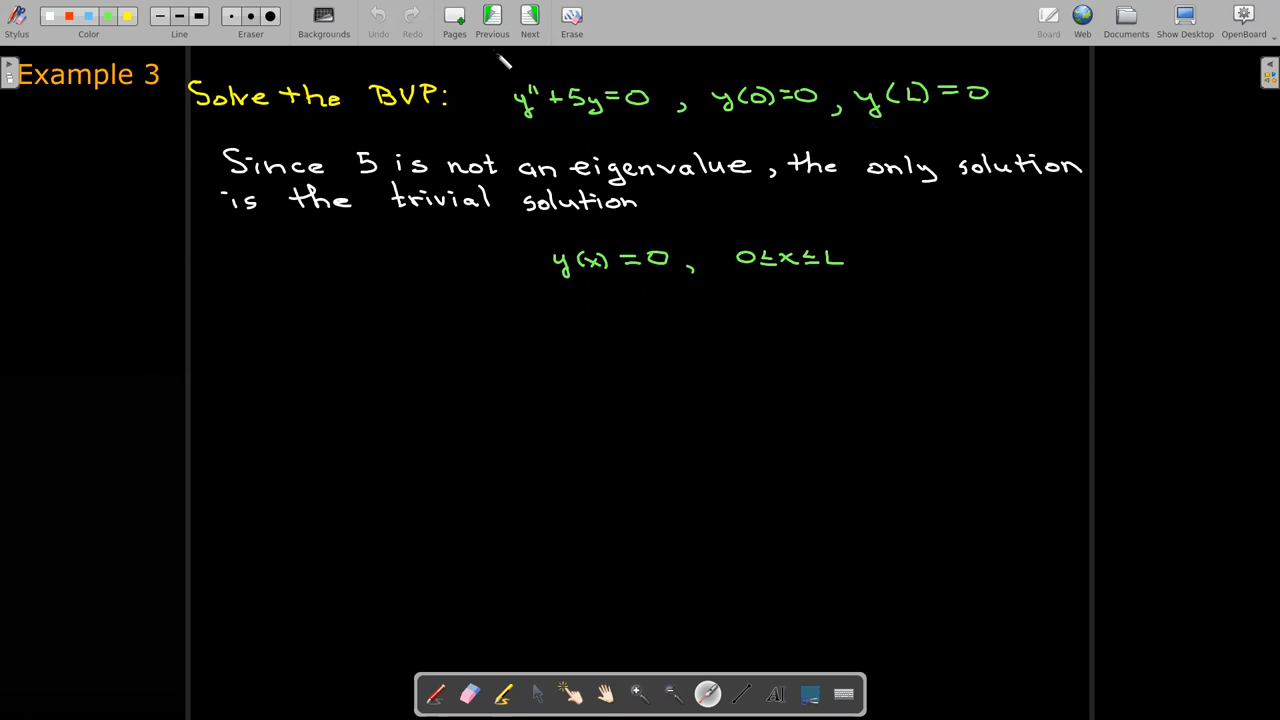 Stylus Color Line Eraser Backgrounds Undo Redo Pages Previous Next Erase Board Web Documents Show Desktop OpenBoard
Example 3
Solve the BVP: y"+5y=0 , y(0)=0 , y(L)=0
Since 5 is not an eigenvalue, the only solution
is the trivial solution
y(x)=0, 0≤x≤L
AI